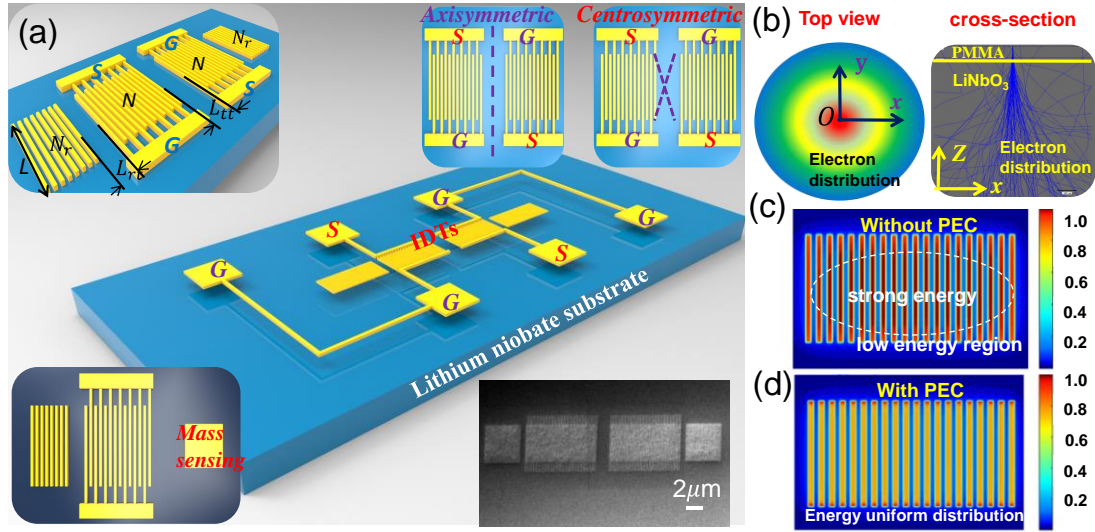 (a)
N_r
G
S
N
N
L_tt
S
N_r
L
L_rt
G
Axisymmetric
S
G
G
S
Centrosymmetric
S
G
G
S
G
S
IDTs
G
G
S
G
Lithium niobate substrate
Mass
sensing
2μm
(b)
Top view
cross-section
y
x
O
Electron
distribution
PMMA
LiNbO₃
Electron
distribution
Z
x
(c)
Without PEC
strong energy
low energy region
1.0
0.8
0.6
0.4
0.2
(d)
With PEC
Energy uniform distribution
1.0
0.8
0.6
0.4
0.2